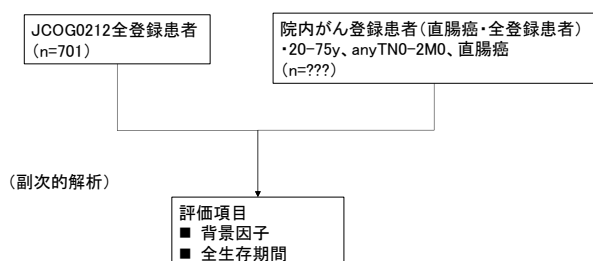 JCOG0212全登録患者
(n=701)
院内がん登録患者(直腸癌・全登録患者)
・20-75y、anyTN0-2M0、直腸癌
(n=???)
(副次的解析)
評価項目
■ 背景因子
■ 全生存期間